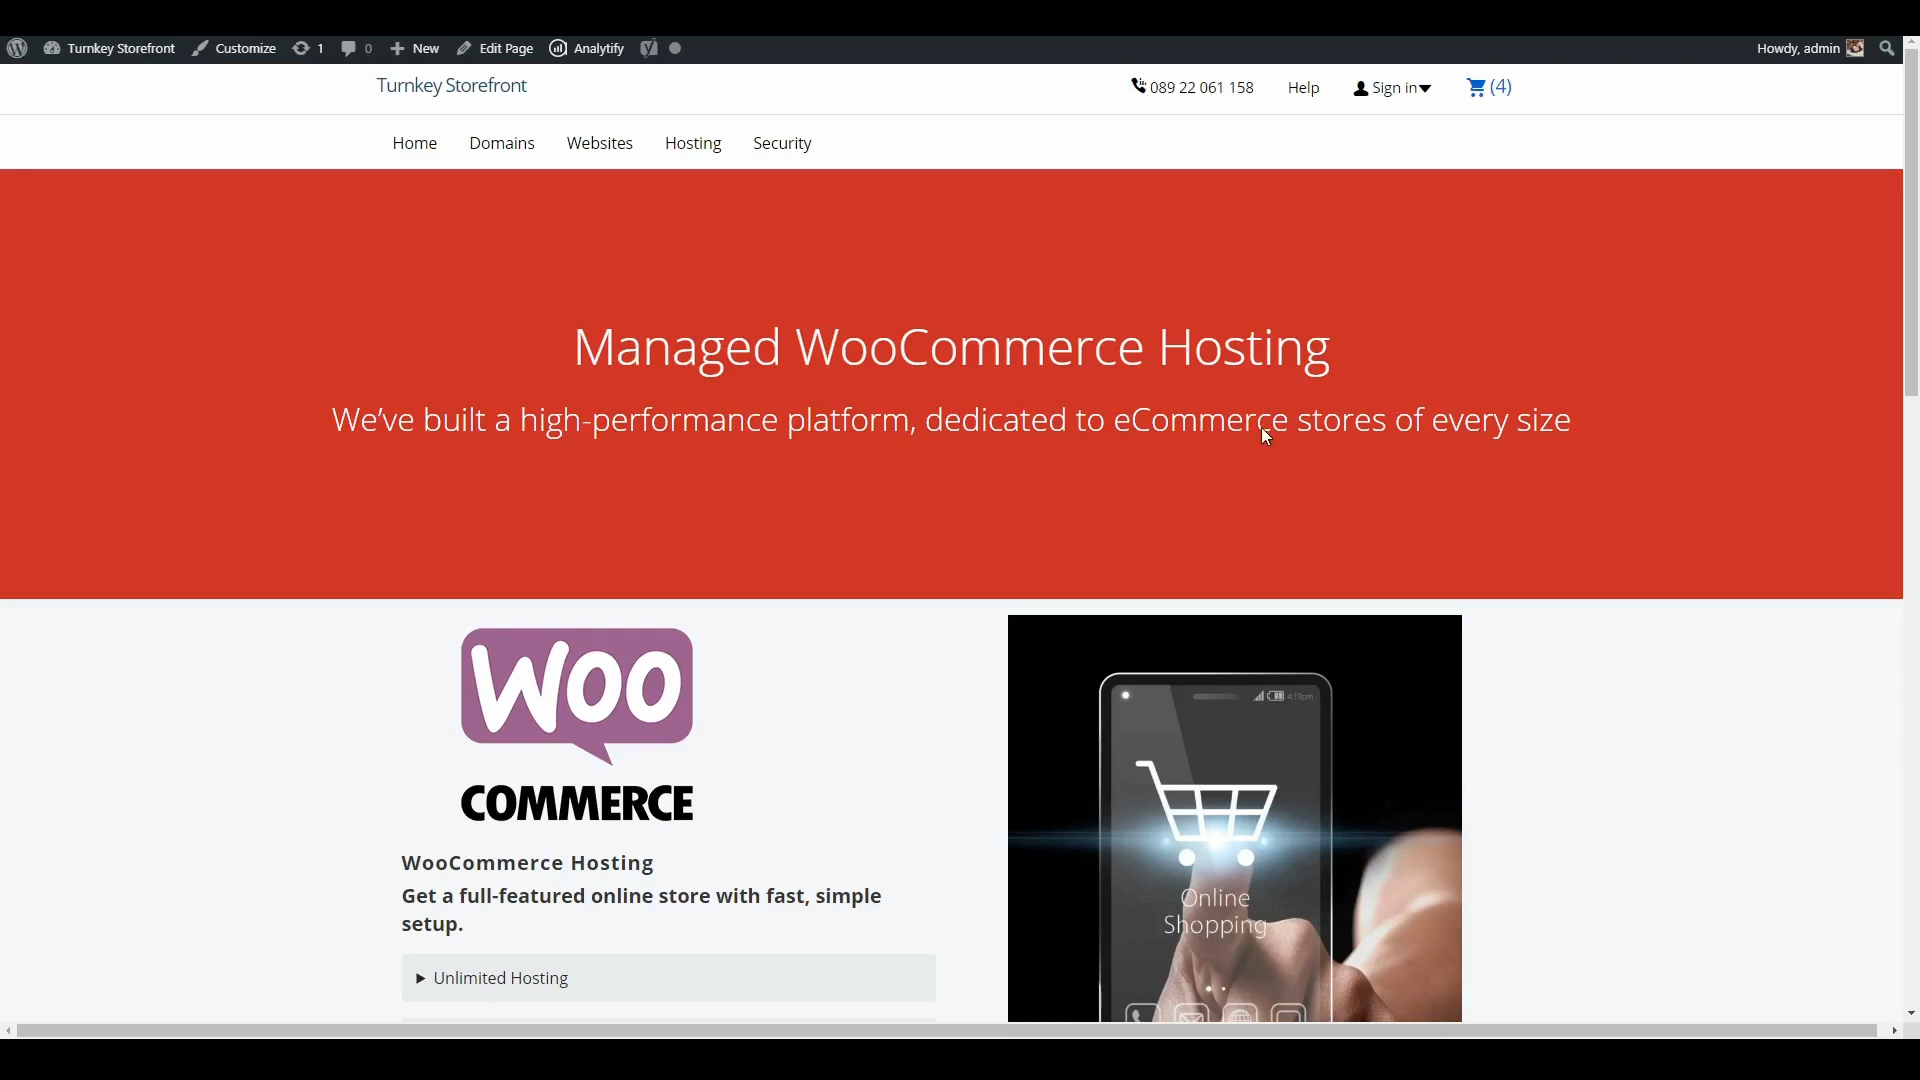 Turnkey Storefront Customize 1 0 New Edit Page Analytify Howdy, admin
Turnkey Storefront 089 22 061 158 Help Sign in (4)
Home Domains Websites Hosting Security
Managed WooCommerce Hosting
We've built a high-performance platform, dedicated to eCommerce stores of every size
WOO
COMMERCE
4:19pm
Online
Shopping
WooCommerce Hosting
Get a full-featured online store with fast, simple
setup.
Unlimited Hosting